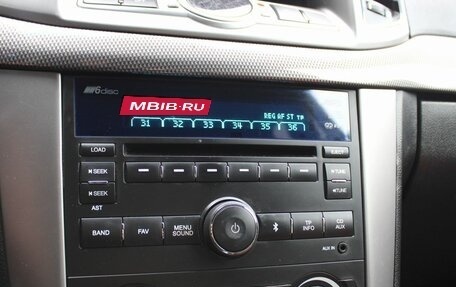 6disc
MBIB.RU
REG AF ST TP
31 32 33 34 35 36
LOAD
EJECT
SEEK
TUNE
SEEK
TUNE
AST
BAND FAV MENU SOUND TP INFO CD AUX
AUX IN